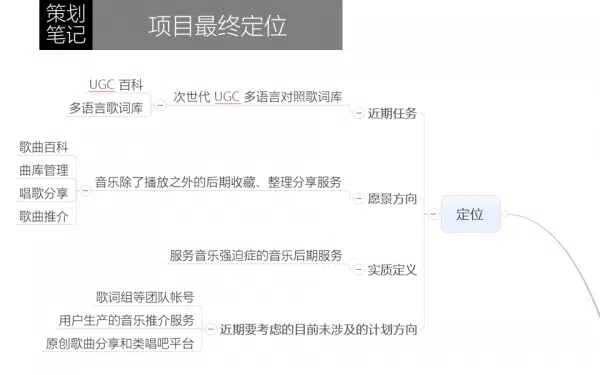 策划
笔记
项目最终定位
UGC 百科
多语言歌词库
次世代 UGC 多语言对照歌词库
近期任务
歌曲百科
曲库管理
唱歌分享
歌曲推介
音乐除了播放之外的后期收藏、整理分享服务
愿景方向
定位
服务音乐强迫症的音乐后期服务
实质定义
歌词组等团队帐号
用户生产的音乐推介服务
原创歌曲分享和类唱吧平台
近期要考虑的目前未涉及的计划方向